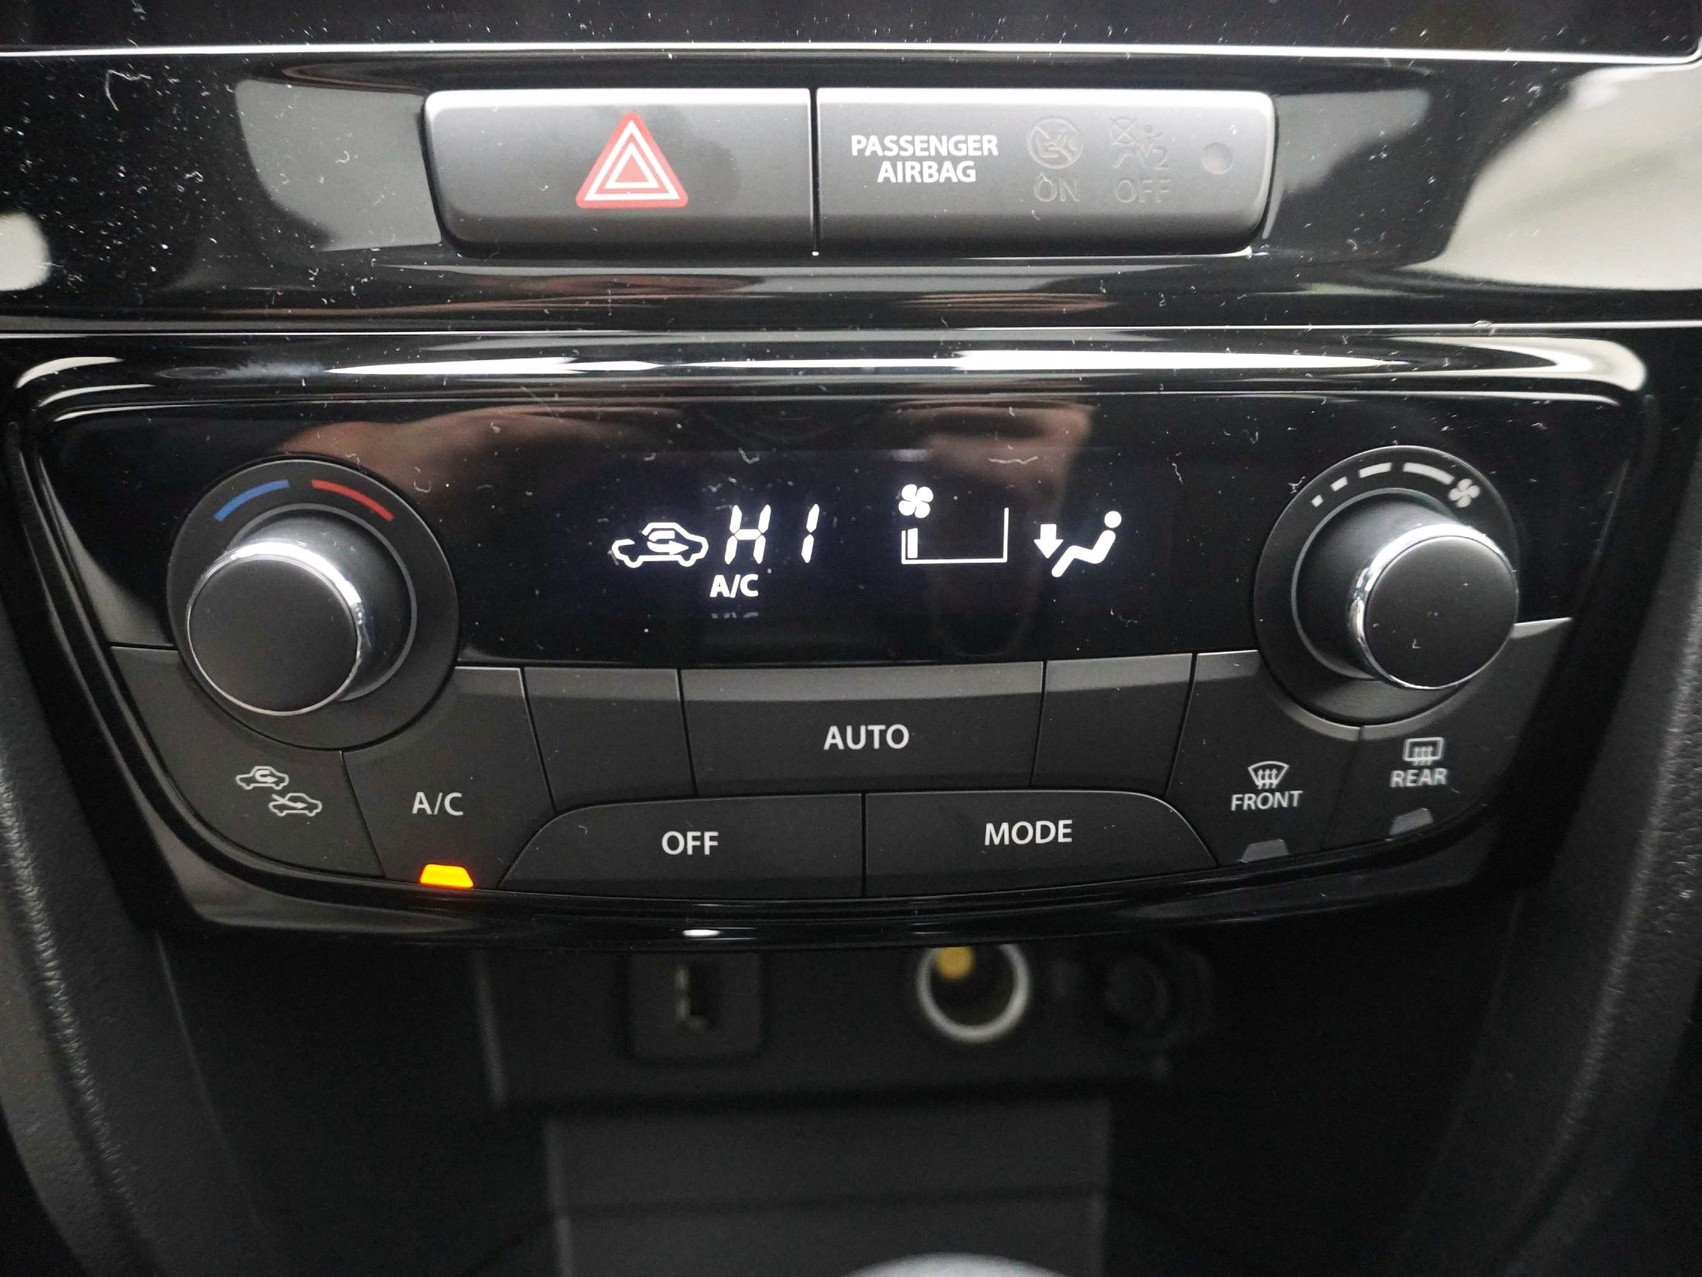 PASSENGER
AIRBAG
ON
OFF
HI
A/C
AUTO
A/C
OFF
MODE
FRONT
REAR